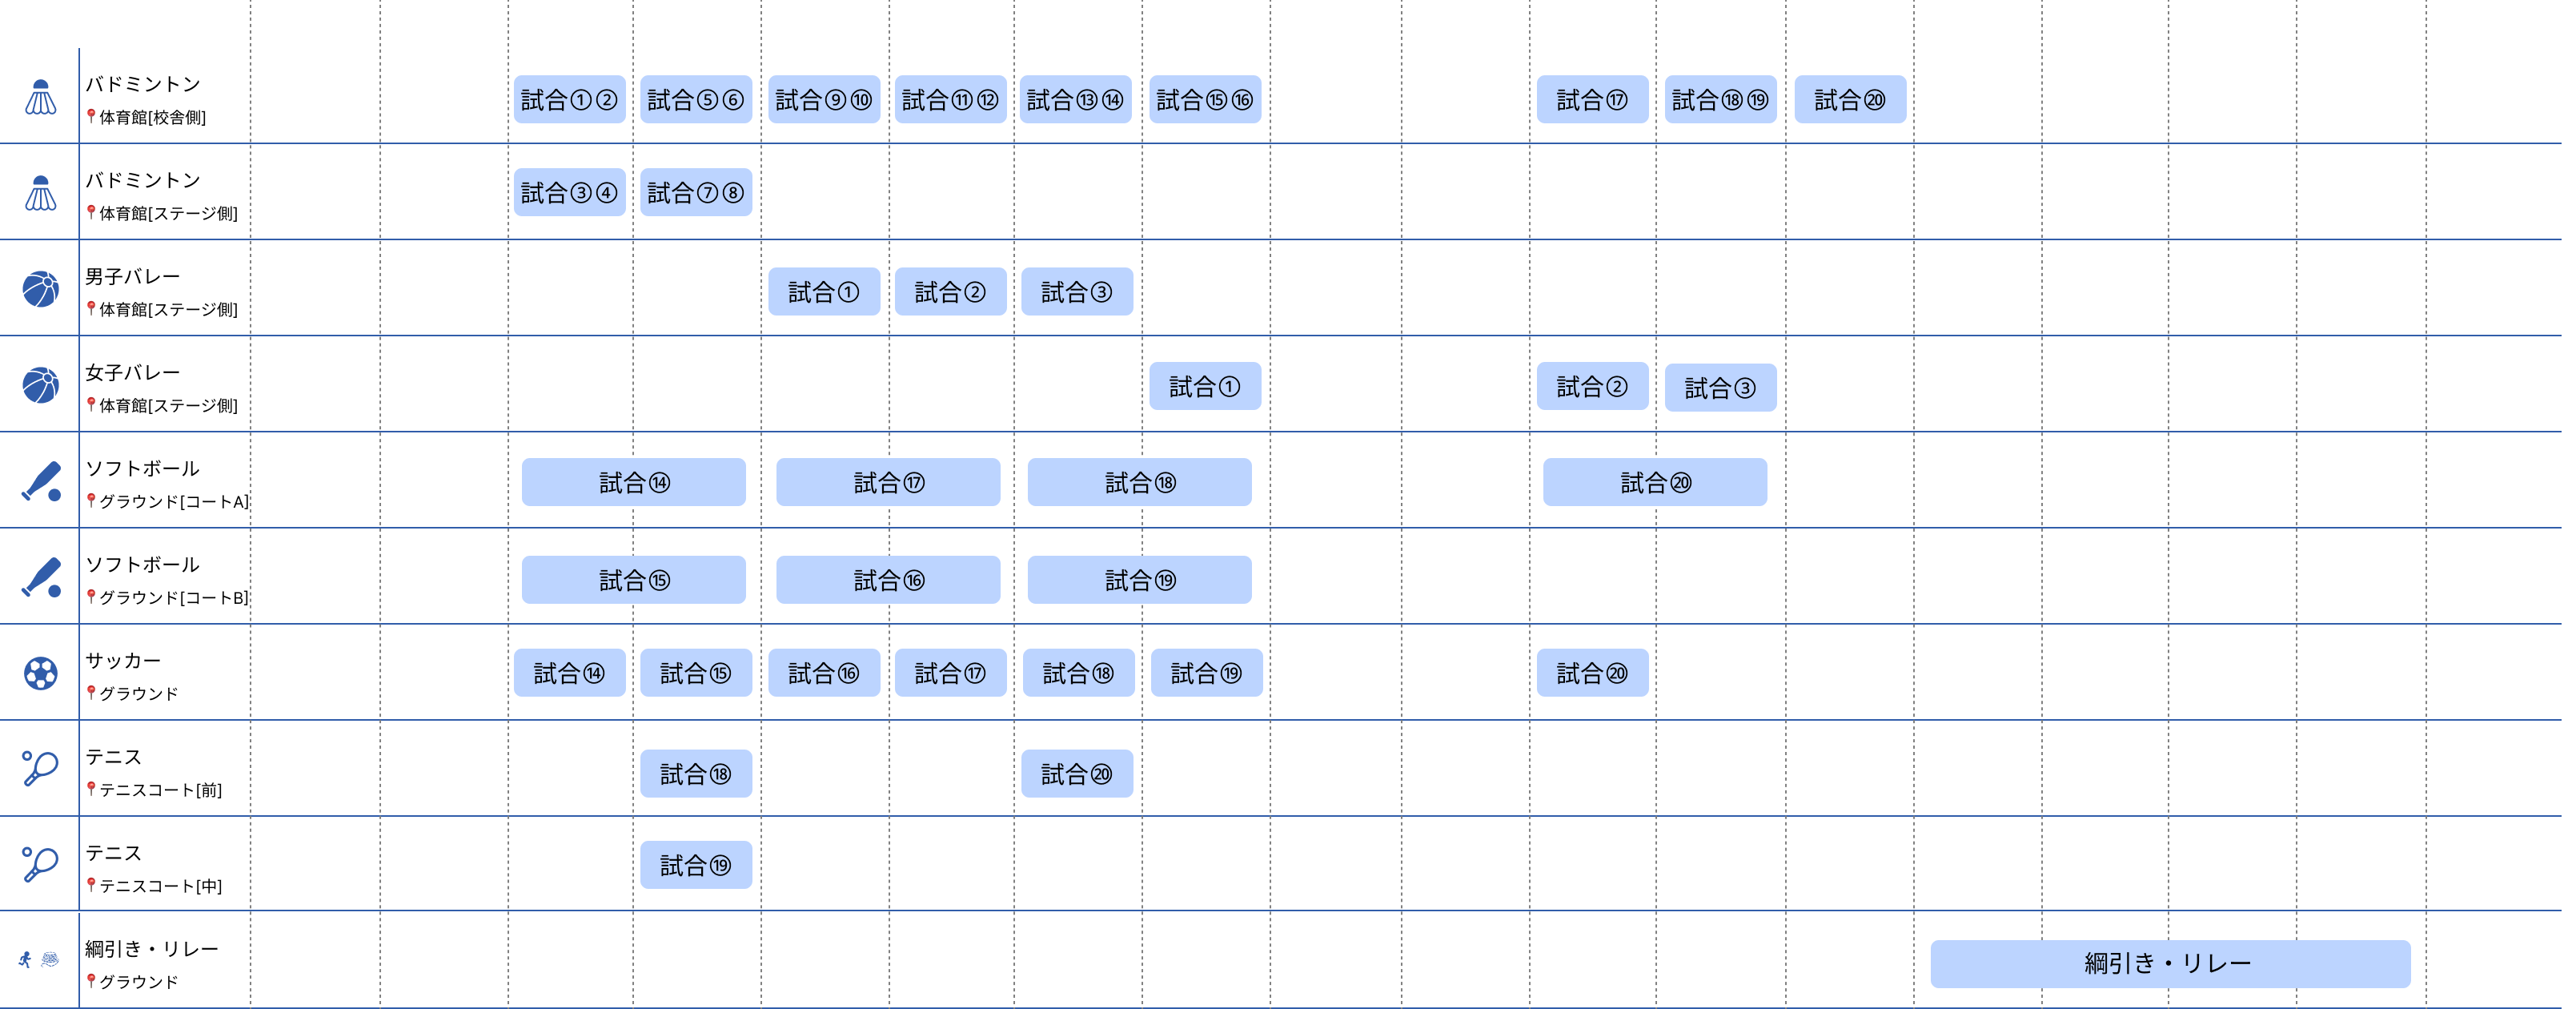 バドミントン
体育館[校舎側]
試合①② 試合⑤⑥ 試合⑨⑩ 試合⑪⑫ 試合⑬⑭ 試合⑮⑯ 試合⑰ 試合⑱⑲ 試合⑳
バドミントン
体育館[ステージ側]
試合③④ 試合⑦⑧
男子バレー
体育館[ステージ側]
試合① 試合② 試合③
女子バレー
体育館[ステージ側]
試合① 試合② 試合③
ソフトボール
グラウンド[コートA]
試合⑭ 試合⑰ 試合⑱ 試合⑳
ソフトボール
グラウンド[コートB]
試合⑮ 試合⑯ 試合⑲
サッカー
グラウンド
試合⑭ 試合⑮ 試合⑯ 試合⑰ 試合⑱ 試合⑲ 試合⑳
テニス
テニスコート[前]
試合⑱ 試合⑳
テニス
テニスコート[中]
試合⑲
綱引き・リレー
グラウンド
綱引き・リレー